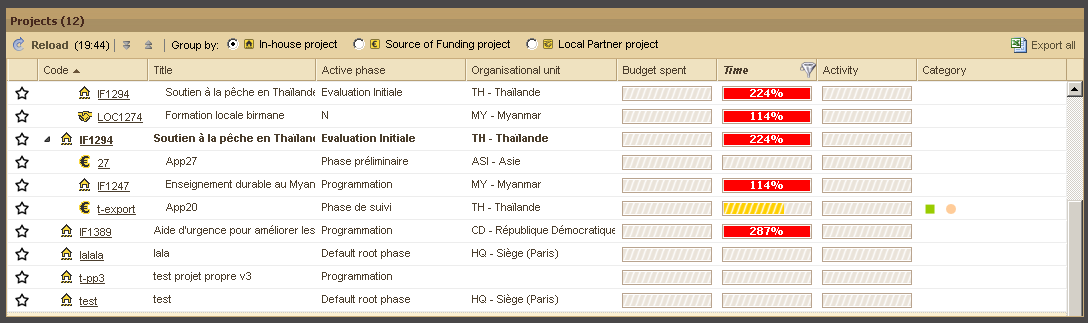 Projects (12)
Reload (19:44) Group by: In-house project Source of Funding project Local Partner project Export all
Code Title Active phase Organisational unit Budget spent Time Activity Category
IF1294 Soutien à la pêche en Thaïlande Evaluation Initiale TH - Thaïlande 224%
LOC1274 Formation locale birmane N MY - Myanmar 114%
IF1294 Soutien à la pêche en Thaïland Evaluation Initiale TH - Thaïlande 224%
27 App27 Phase préliminaire ASI - Asie
IF1247 Enseignement durable au Myan Programmation MY - Myanmar 114%
t-export App20 Phase de suivi TH - Thaïlande
IF1389 Aide d'urgence pour améliorer les Programmation CD - République Démocratique 287%
lalala lala Default root phase HQ - Siège (Paris)
t-pp3 test projet propre v3 Programmation
test test Default root phase HQ - Siège (Paris)